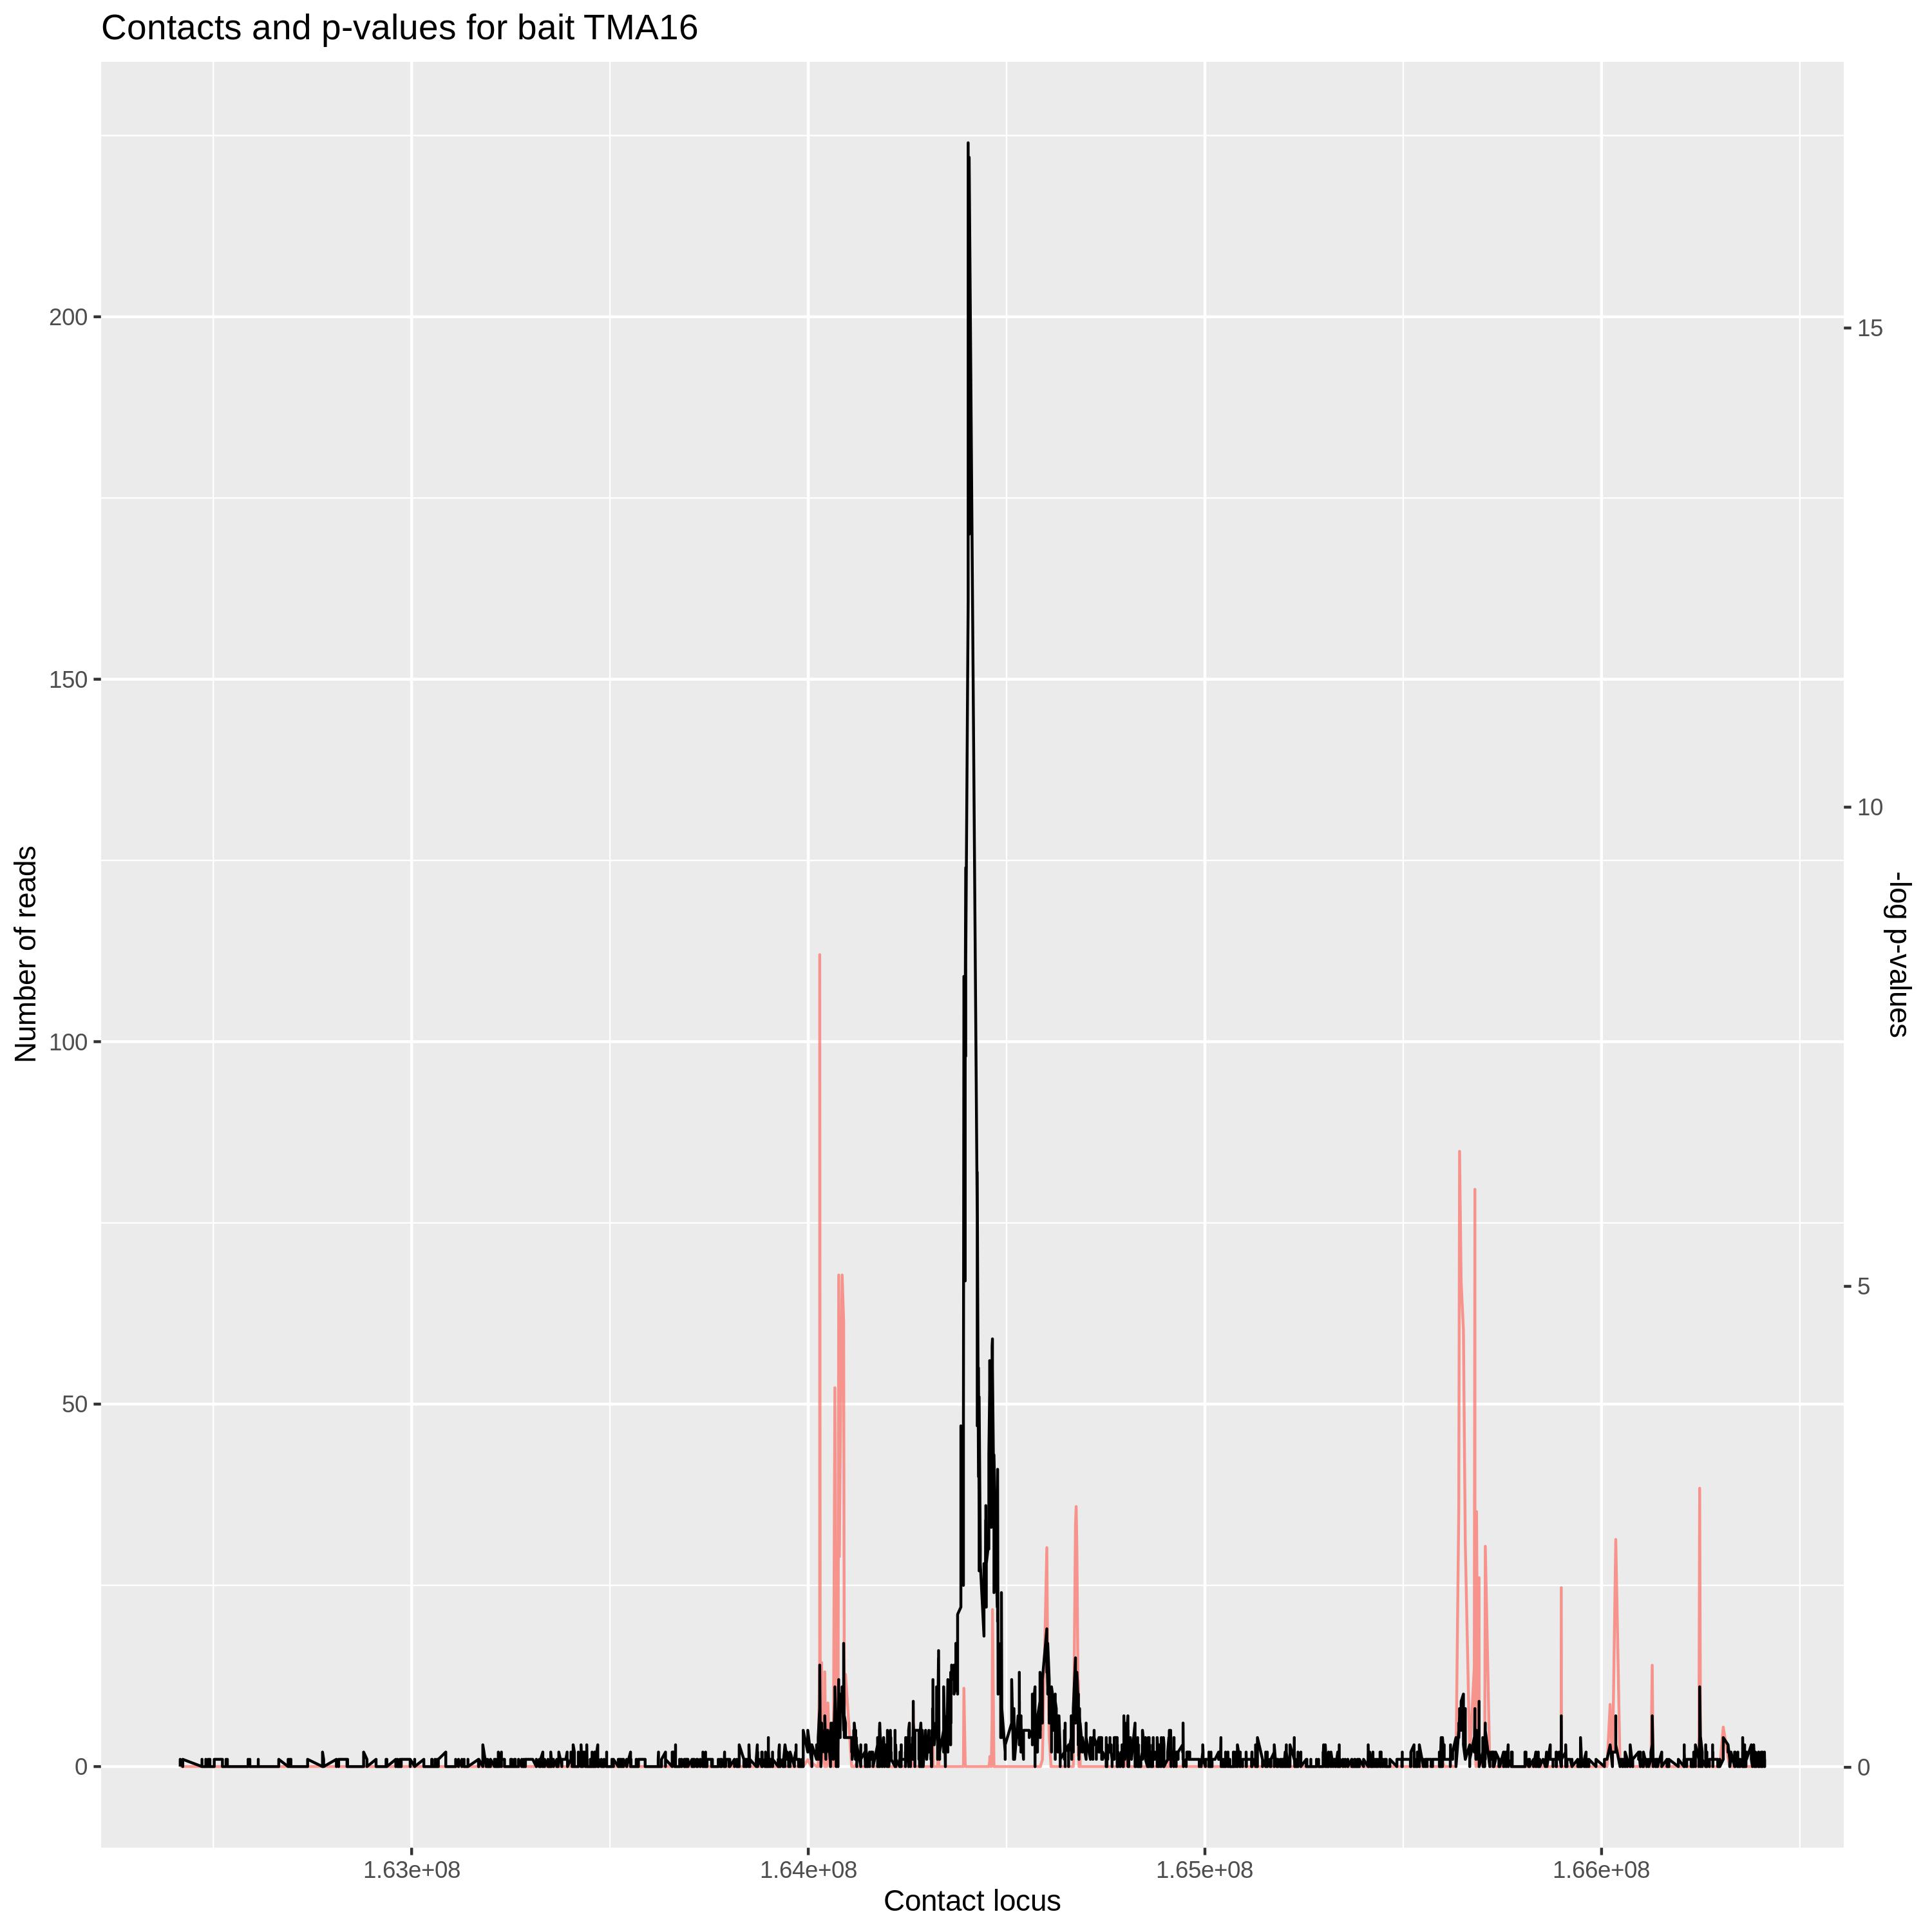 Contacts and p-values for bait TMA16
Number of reads
200
150
100
50
0
15
10
5
0
-log p-values
1.63e+08
1.64e+08
1.65e+08
1.66e+08
Contact locus